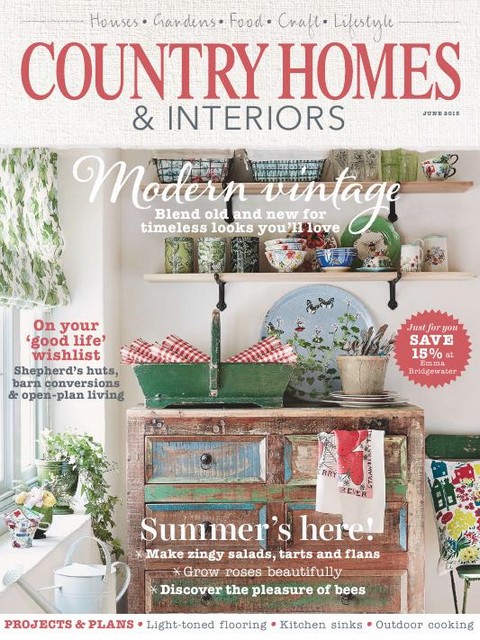 Houses • Gardens • Food • Craft • Lifestyle
COUNTRY HOMES
& INTERIORS
JUNE 2015
Modern vintage
Blend old and new for
timeless looks you'll love
On your
'good life'
wishlist
Shepherd's huts,
barn conversions
& open-plan living
Just for you
SAVE
15% at
Emma
Bridgewater
Summer's here!
Make zingy salads, tarts and flans
Grow roses beautifully
Discover the pleasure of bees
PROJECTS & PLANS • Light-toned flooring • Kitchen sinks • Outdoor cooking